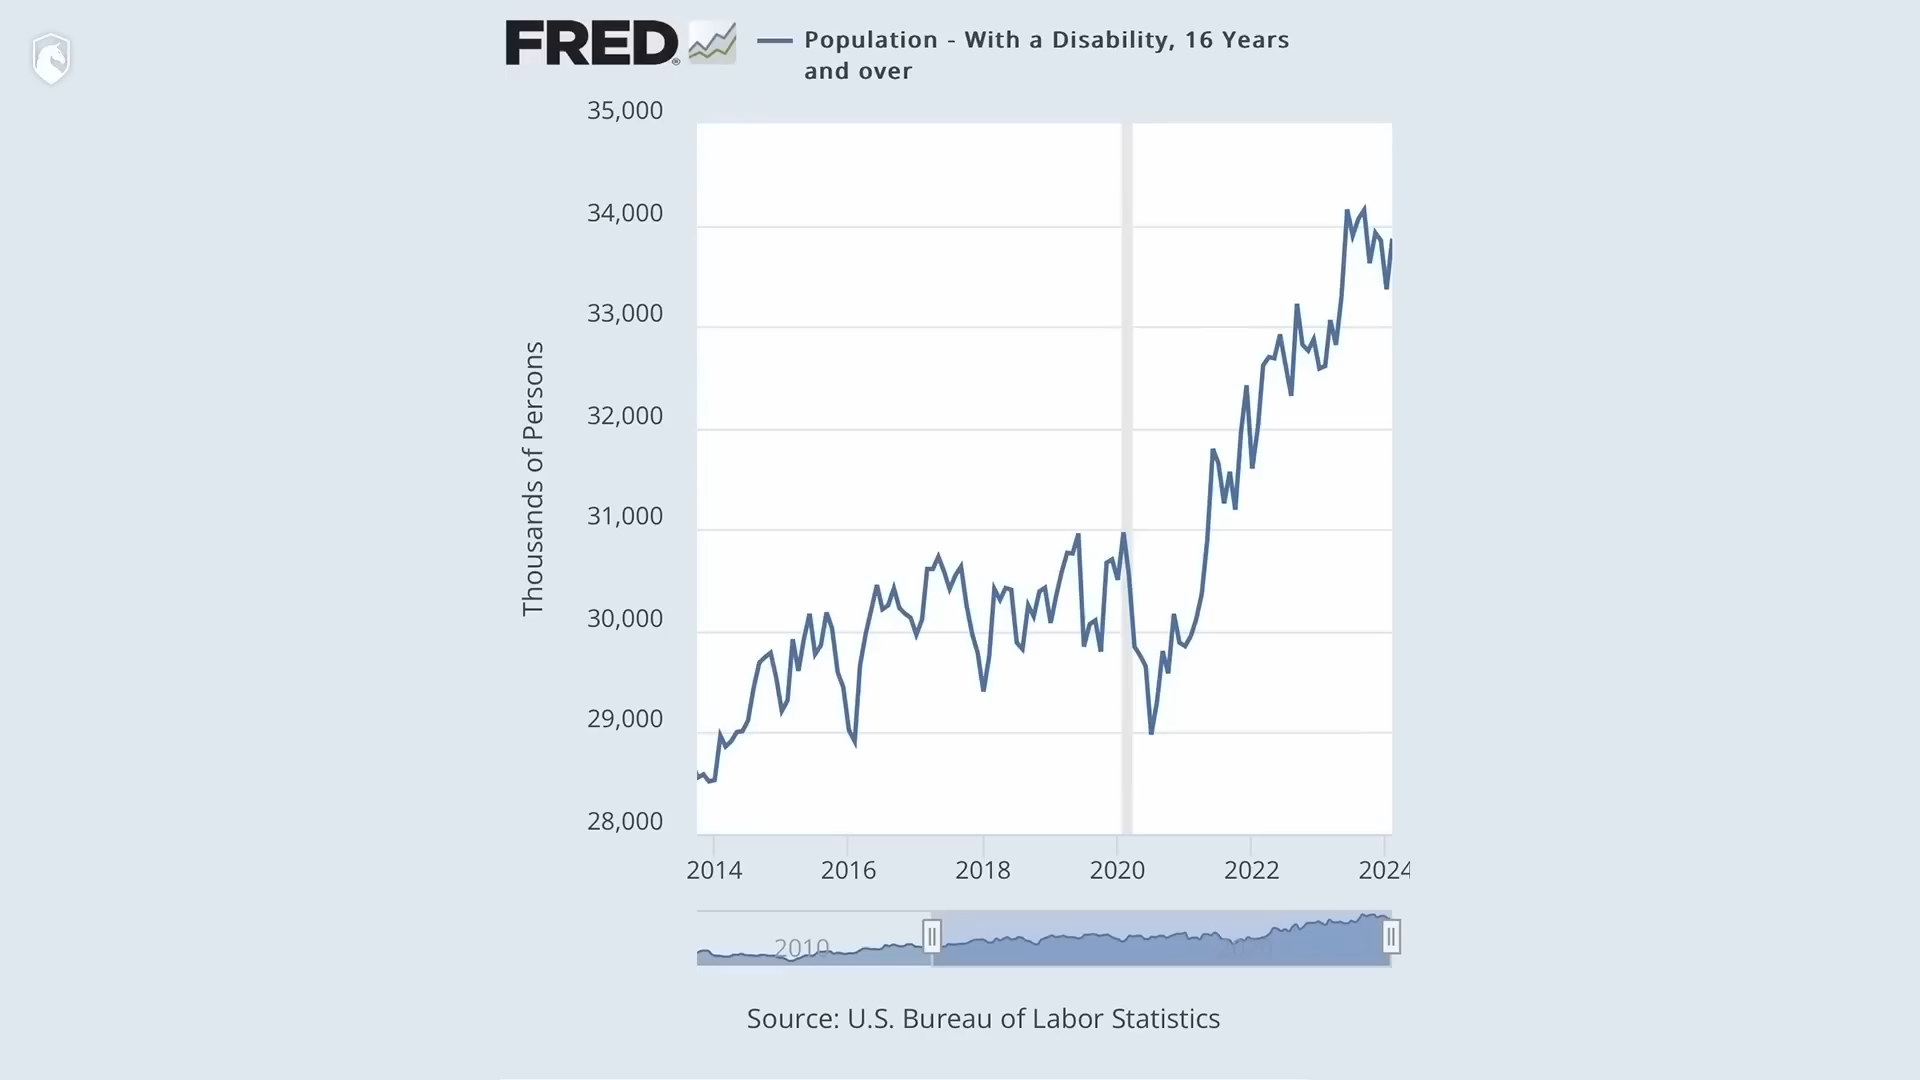 FRED®
Population - With a Disability, 16 Years
and over
35,000
34,000
33,000
32,000
31,000
30,000
29,000
28,000
Thousands of Persons
2014 2016 2018 2020 2022 2024
2010
Source: U.S. Bureau of Labor Statistics